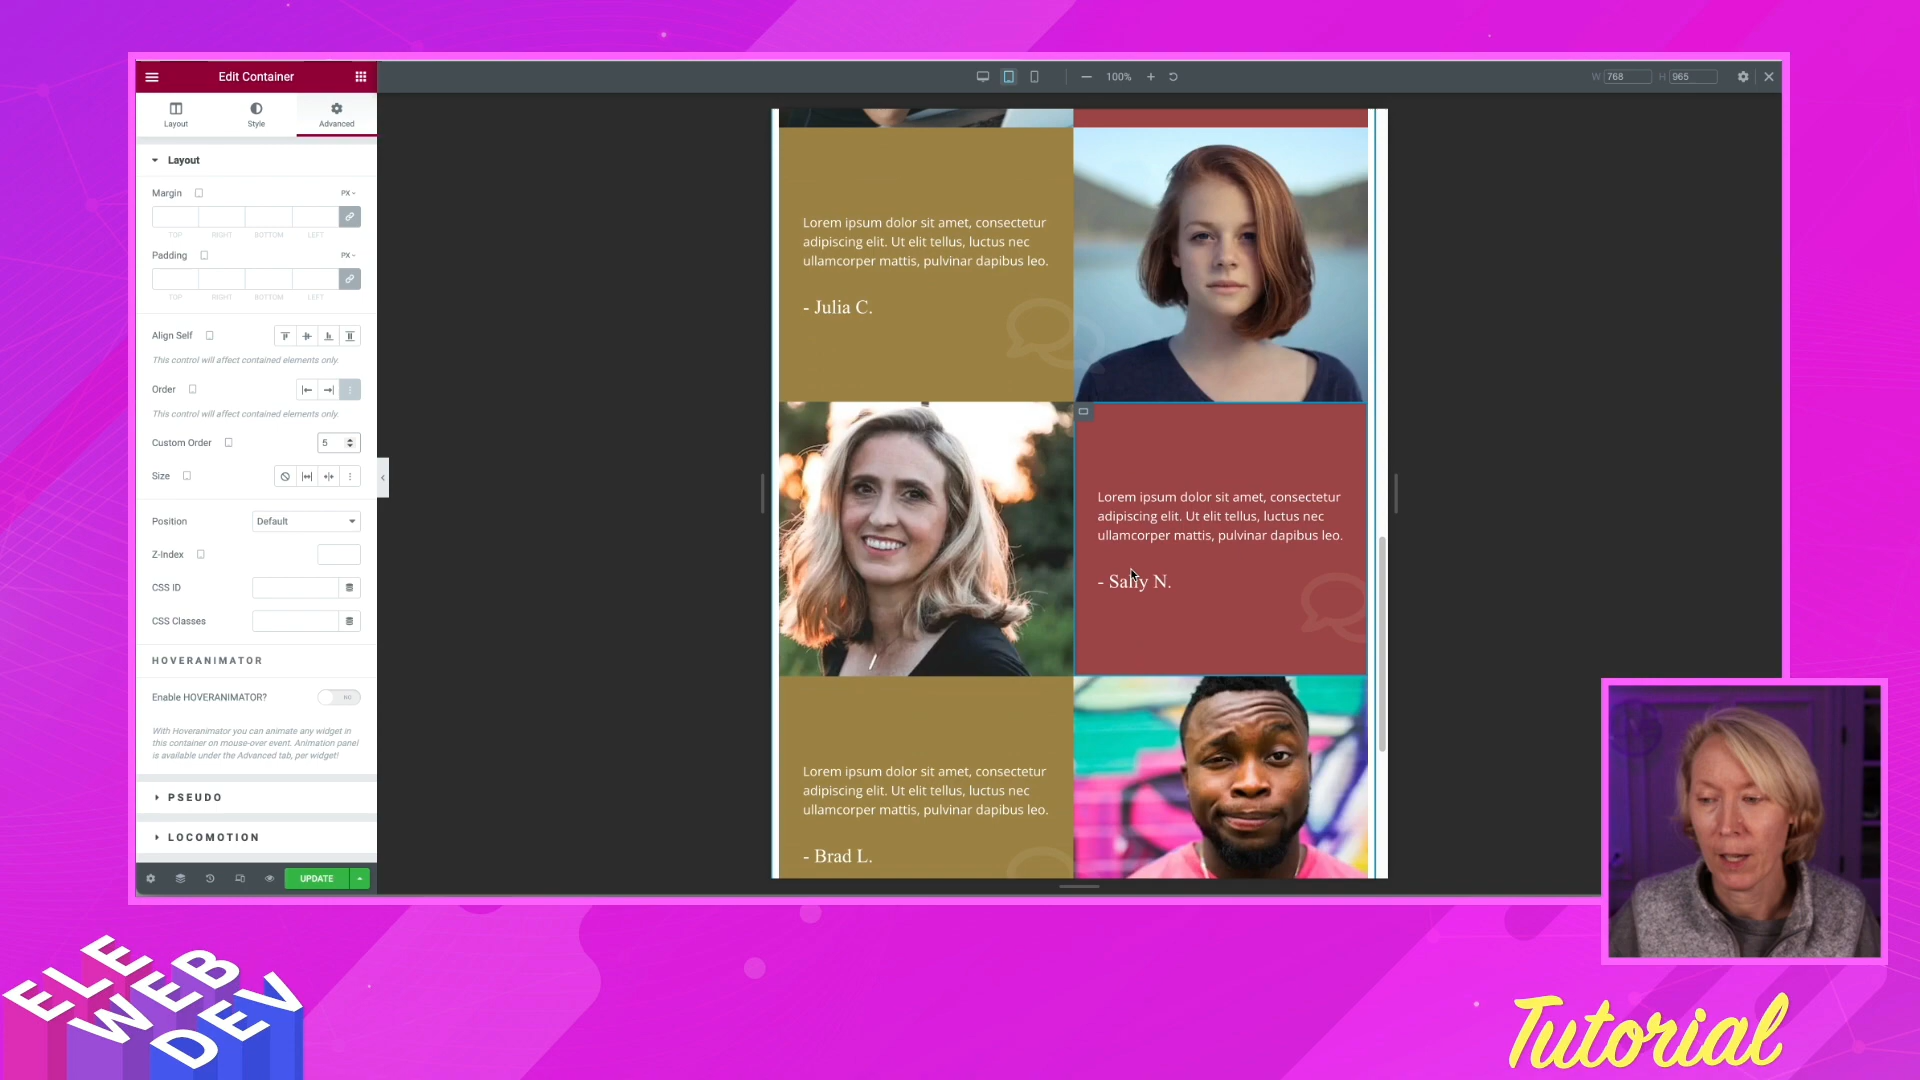 Edit Container
Layout
Style
Advanced
100%
W 768
H 965
Layout
Margin
PX
TOP RIGHT BOTTOM LEFT
Padding
PX
TOP RIGHT BOTTOM LEFT
Align Self
This control will affect contained elements only.
Order
This control will affect contained elements only.
Custom Order
5
Size
Position
Default
Z-Index
CSS ID
CSS Classes
HOVERANIMATOR
Enable HOVERANIMATOR?
NO
With Hoveranimator you can animate any widget in
this container on mouse-over event. Animation panel
is available under the Advanced tab, per widget!
PSEUDO
LOCOMOTION
UPDATE
Lorem ipsum dolor sit amet, consectetur
adipiscing elit. Ut elit tellus, luctus nec
ullamcorper mattis, pulvinar dapibus leo.
- Julia C.
Lorem ipsum dolor sit amet, consectetur
adipiscing elit. Ut elit tellus, luctus nec
ullamcorper mattis, pulvinar dapibus leo.
- Sally N.
Lorem ipsum dolor sit amet, consectetur
adipiscing elit. Ut elit tellus, luctus nec
ullamcorper mattis, pulvinar dapibus leo.
- Brad L.
ELE
WEB
DEV
Tutorial